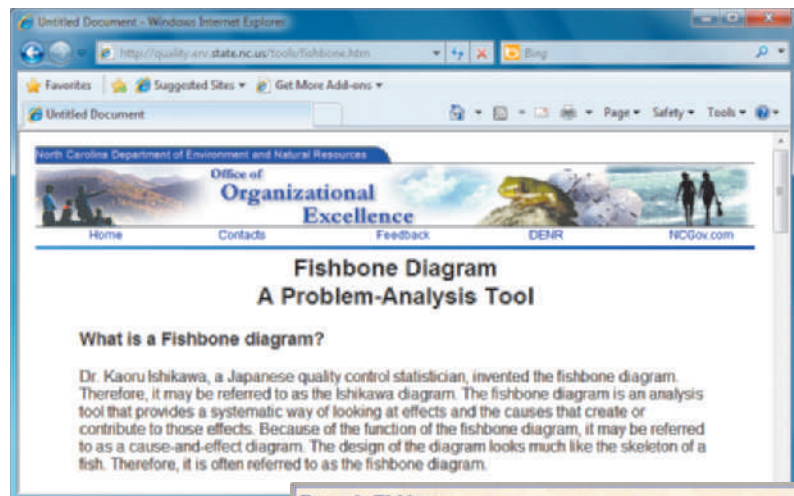 Untitled Document - Windows Internet Explorer
http://quality.enr.state.nc.us/tools/fishbone.htm
Bing
Favorites Suggested Sites Get More Add-ons
Untitled Document Page Safety Tools
North Carolina Department of Environment and Natural Resources
Office of
Organizational
Excellence
Home Contacts Feedback DENR NCGov.com
Fishbone Diagram
A Problem-Analysis Tool
What is a Fishbone diagram?
Dr. Kaoru Ishikawa, a Japanese quality control statistician, invented the fishbone diagram.
Therefore, it may be referred to as the Ishikawa diagram. The fishbone diagram is an analysis
tool that provides a systematic way of looking at effects and the causes that create or
contribute to those effects. Because of the function of the fishbone diagram, it may be referred
to as a cause-and-effect diagram. The design of the diagram looks much like the skeleton of a
fish. Therefore, it is often referred to as the fishbone diagram.